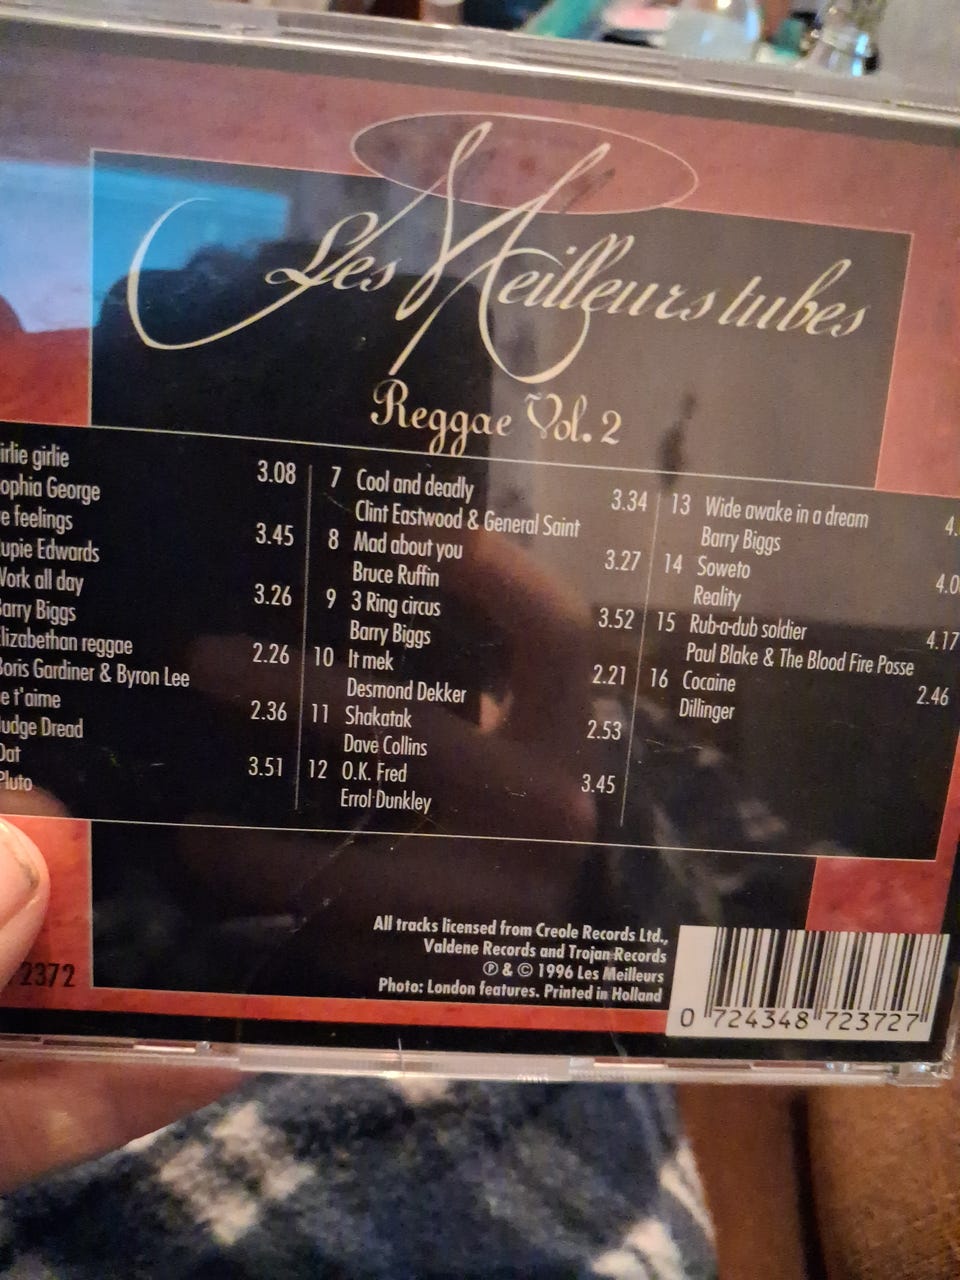 Les Meilleurs tubes
Reggae Vol. 2
irlie girlie 3.08
ophia George
e feelings 3.45
upie Edwards
Work all day 3.26
arry Biggs
lizabethan reggae 2.26
Boris Gardiner & Byron Lee
e t'aime 2.36
udge Dread
Dat 3.51
Pluto
7 Cool and deadly 3.34
Clint Eastwood & General Saint
8 Mad about you 3.27
Bruce Ruffin
9 3 Ring circus 3.52
Barry Biggs
10 It mek 2.21
Desmond Dekker
11 Shakatak 2.53
Dave Collins
12 O.K. Fred 3.45
Errol Dunkley
13 Wide awake in a dream 4.
Barry Biggs
14 Soweto 4.0
Reality
15 Rub-a-dub soldier 4.17
Paul Blake & The Blood Fire Posse
16 Cocaine 2.46
Dillinger
All tracks licensed from Creole Records Ltd.,
Valdene Records and Trojan Records
℗ & © 1996 Les Meilleurs
Photo: London features. Printed in Holland
2372
0 724348 723727